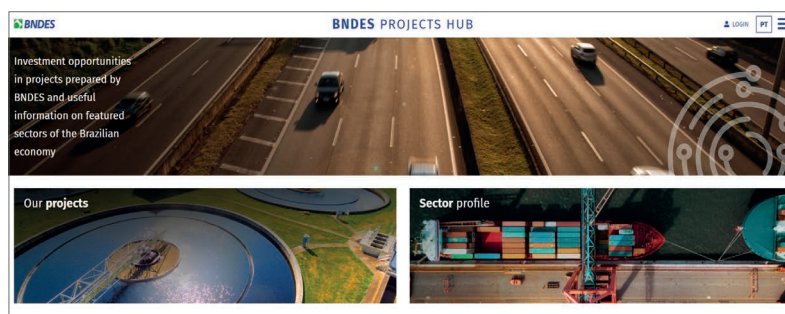 BNDES
BNDES PROJECTS HUB
LOGIN
PT
Investment opportunities
in projects prepared by
BNDES and useful
information on featured
sectors of the Brazilian
economy
Our projects
Sector profile